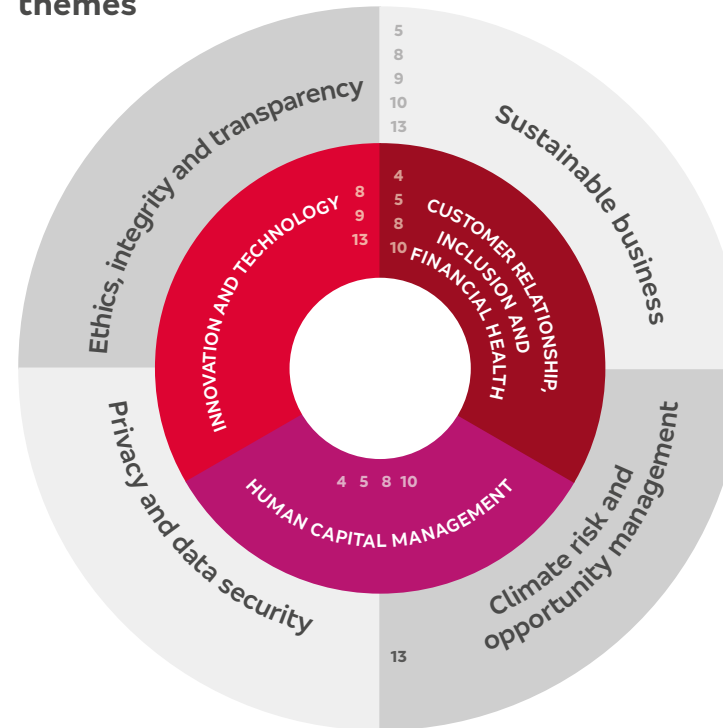 themes
Ethics, integrity and transparency
5
8
9
10
13
Sustainable business
INNOVATION AND TECHNOLOGY
8
9
13
4
5
8
10
CUSTOMER RELATIONSHIP,
INCLUSION AND
FINANCIAL HEALTH
4 5 8 10
HUMAN CAPITAL MANAGEMENT
Privacy and data security
Climate risk and
opportunity management
13